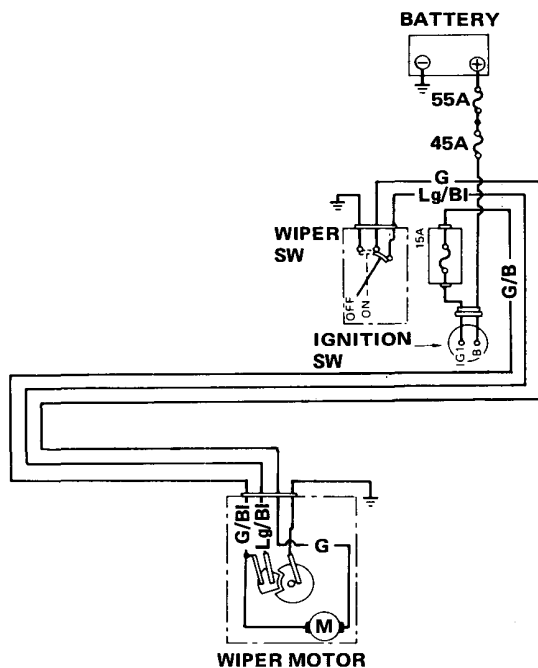 BATTERY
55A
45A
G
Lg/Bl
WIPER
SW
15A
G/B
OFF
ON
IGNITION
SW
IG1
B
G/Bl
Lg/Bl
G
M
WIPER MOTOR